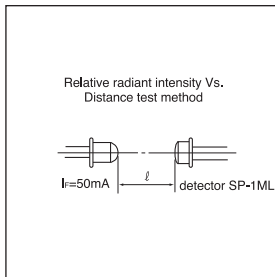 Relative radiant intensity Vs.
Distance test method
ℓ
IF=50mA
detector SP-1ML